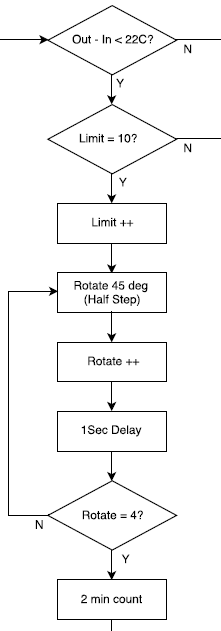 Out - In < 22C?
N
Y
Limit = 10?
N
Y
Limit ++
Rotate 45 deg
(Half Step)
Rotate ++
1Sec Delay
Rotate = 4?
N
Y
2 min count